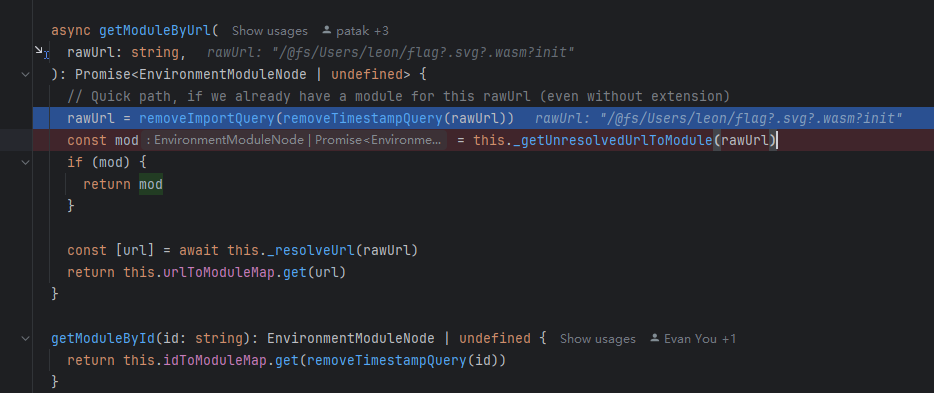 async getModuleByUrl( Show usages patak +3
rawUrl: string, rawUrl: "/@fs/Users/leon/flag?.svg?.wasm?init"
): Promise<EnvironmentModuleNode | undefined> {
// Quick path, if we already have a module for this rawUrl (even without extension)
rawUrl = removeImportQuery(removeTimestampQuery(rawUrl)) rawUrl: "/@fs/Users/leon/flag?.svg?.wasm?init"
const mod : EnvironmentModuleNode | Promise<Environme... = this._getUnresolvedUrlToModule(rawUrl)
if (mod) {
return mod
}
const [url] = await this._resolveUrl(rawUrl)
return this.urlToModuleMap.get(url)
}
getModuleById(id: string): EnvironmentModuleNode | undefined { Show usages Evan You +1
return this.idToModuleMap.get(removeTimestampQuery(id))
}